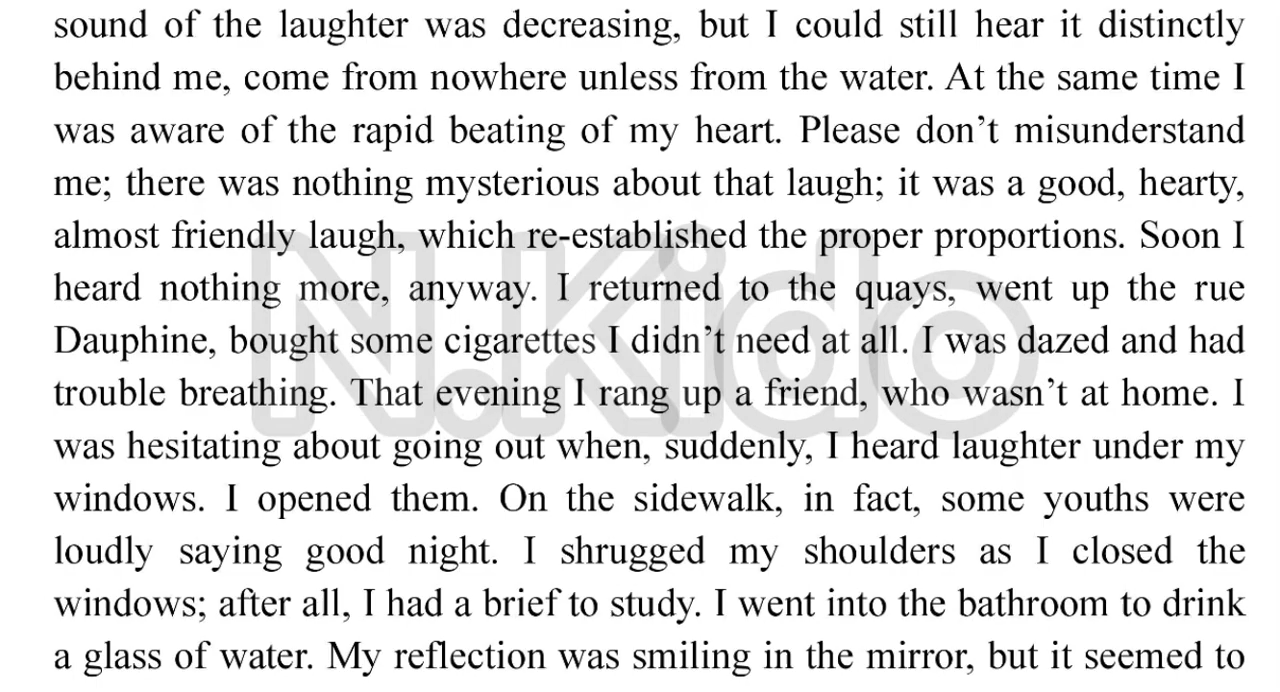 sound of the laughter was decreasing, but I could still hear it distinctly
behind me, come from nowhere unless from the water. At the same time I
was aware of the rapid beating of my heart. Please don’t misunderstand
me; there was nothing mysterious about that laugh; it was a good, hearty,
almost friendly laugh, which re-established the proper proportions. Soon I
heard nothing more, anyway. I returned to the quays, went up the rue
Dauphine, bought some cigarettes I didn’t need at all. I was dazed and had
trouble breathing. That evening I rang up a friend, who wasn’t at home. I
was hesitating about going out when, suddenly, I heard laughter under my
windows. I opened them. On the sidewalk, in fact, some youths were
loudly saying good night. I shrugged my shoulders as I closed the
windows; after all, I had a brief to study. I went into the bathroom to drink
a glass of water. My reflection was smiling in the mirror, but it seemed to
N.Kido